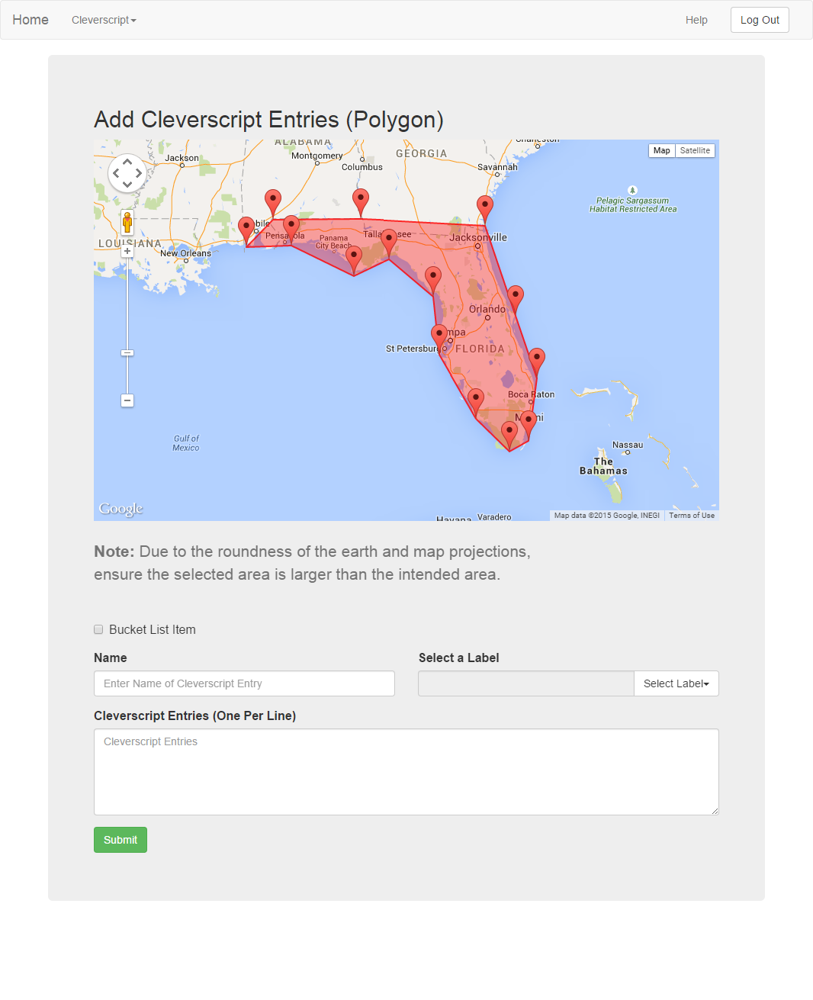 Home
Cleverscript
Help
Log Out
Add Cleverscript Entries (Polygon)
ALABAMA
Charleston
Map
Satellite
Jackson
Montgomery
GEORGIA
Columbus
Savannah
Pelagic Sargassum
Habitat Restricted Area
bile
Pensacola
Panama
City Beach
Tallahassee
Jacksonville
LOUISIANA
New Orleans
Orlando
mpa
St Petersburg
FLORIDA
Boca Raton
Miami
Gulf of
Mexico
Nassau
The
Bahamas
Google
Havana
Varadero
Map data ©2015 Google, INEGI
Terms of Use
Note: Due to the roundness of the earth and map projections,
ensure the selected area is larger than the intended area.
Bucket List Item
Name
Select a Label
Enter Name of Cleverscript Entry
Select Label
Cleverscript Entries (One Per Line)
Cleverscript Entries
Submit